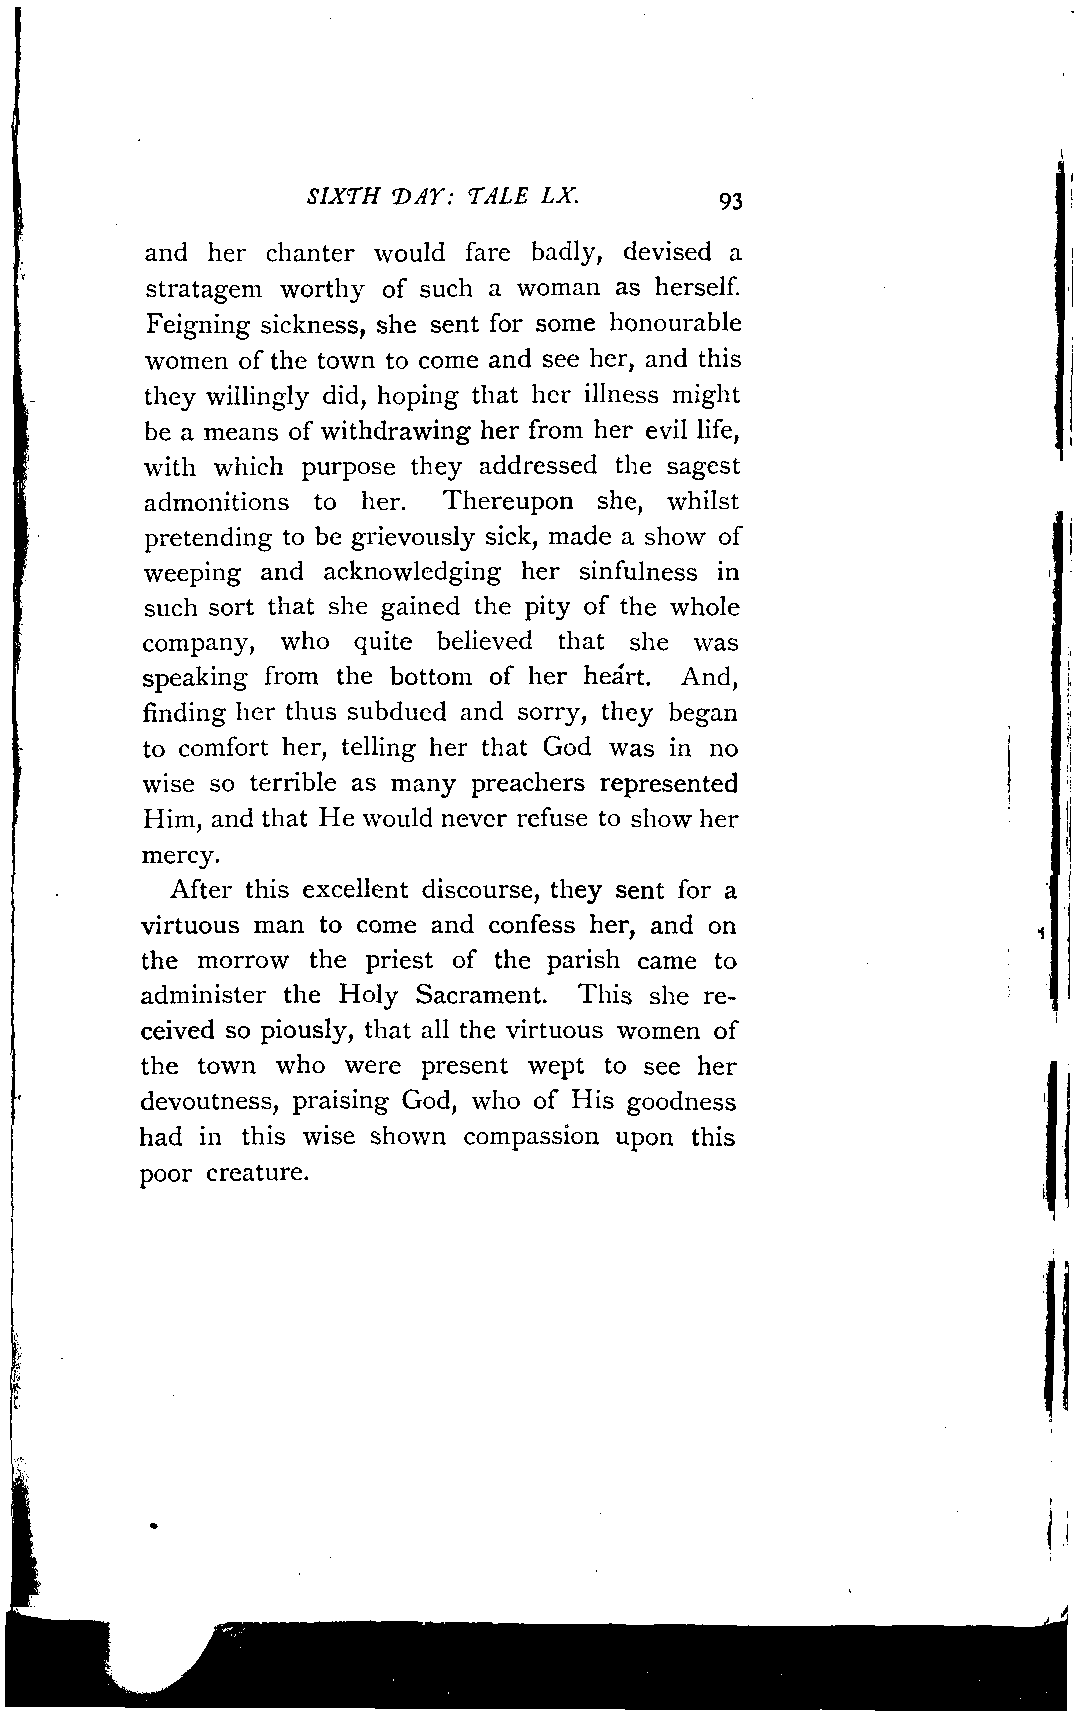 SIXTH DAY: TALE LX. 93
and her chanter would fare badly, devised a
stratagem worthy of such a woman as herself.
Feigning sickness, she sent for some honourable
women of the town to come and see her, and this
they willingly did, hoping that her illness might
be a means of withdrawing her from her evil life,
with which purpose they addressed the sagest
admonitions to her. Thereupon she, whilst
pretending to be grievously sick, made a show of
weeping and acknowledging her sinfulness in
such sort that she gained the pity of the whole
company, who quite believed that she was
speaking from the bottom of her heart. And,
finding her thus subdued and sorry, they began
to comfort her, telling her that God was in no
wise so terrible as many preachers represented
Him, and that He would never refuse to show her
mercy.
After this excellent discourse, they sent for a
virtuous man to come and confess her, and on
the morrow the priest of the parish came to
administer the Holy Sacrament. This she re-
ceived so piously, that all the virtuous women of
the town who were present wept to see her
devoutness, praising God, who of His goodness
had in this wise shown compassion upon this
poor creature.